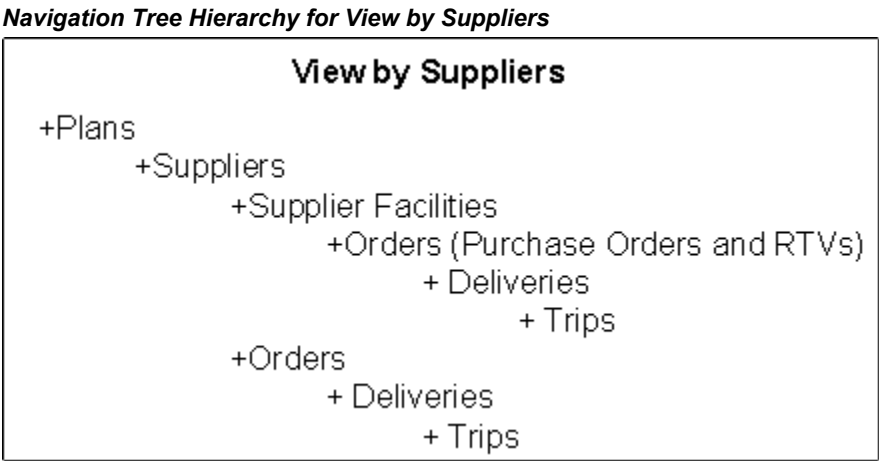 Navigation Tree Hierarchy for View by Suppliers
View by Suppliers
+Plans
+Suppliers
+Supplier Facilities
+Orders (Purchase Orders and RTVs)
+ Deliveries
+ Trips
+Orders
+ Deliveries
+ Trips